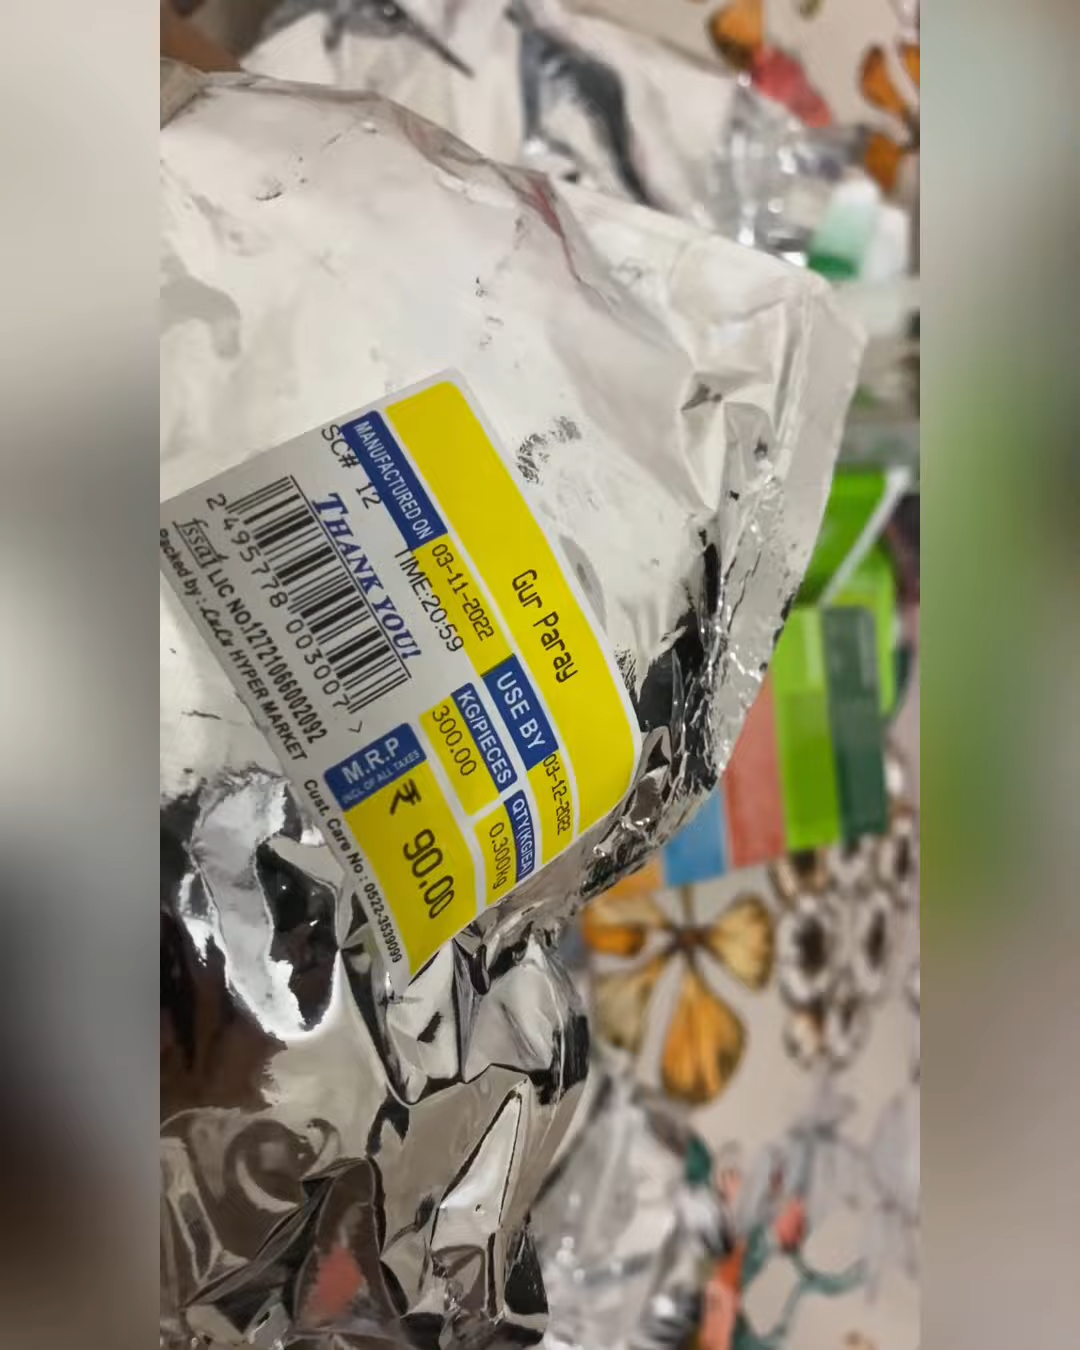 Gur Paray
MANUFACTURED ON 03-11-2022
USE BY 03-12-2022
SC# 12
TIME:20:59
KG/PIECES
QTY(KG/EA)
THANK YOU!
300.00
0.300kg
2 495778 003007 >
M.R.P
INCL OF ALL TAXES
₹ 90.00
fssai LIC NO.12721066002092
Packed by : LuLu HYPER MARKET Cust. Care No : 0522-3539099